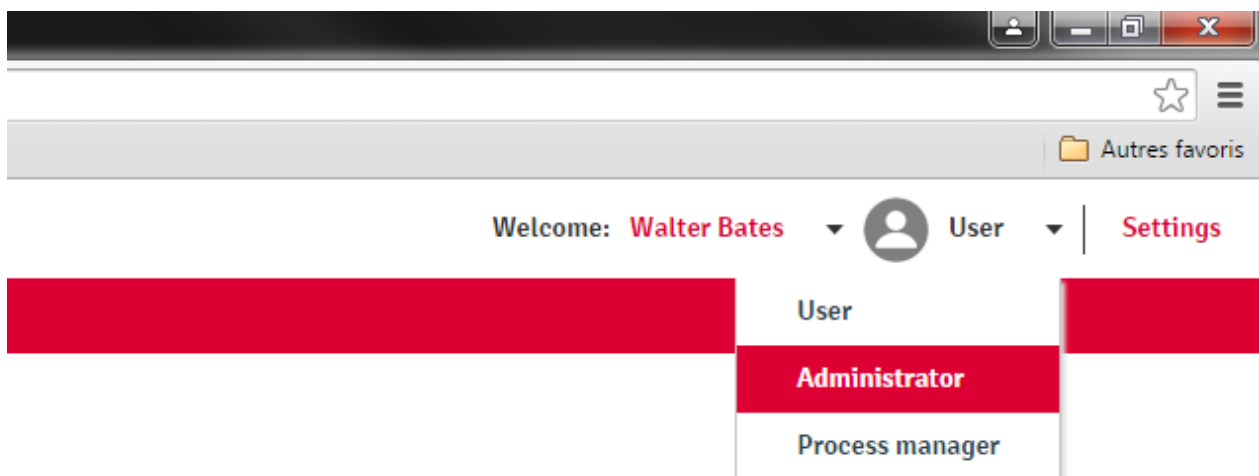 Autres favoris
Welcome: Walter Bates User Settings
User
Administrator
Process manager